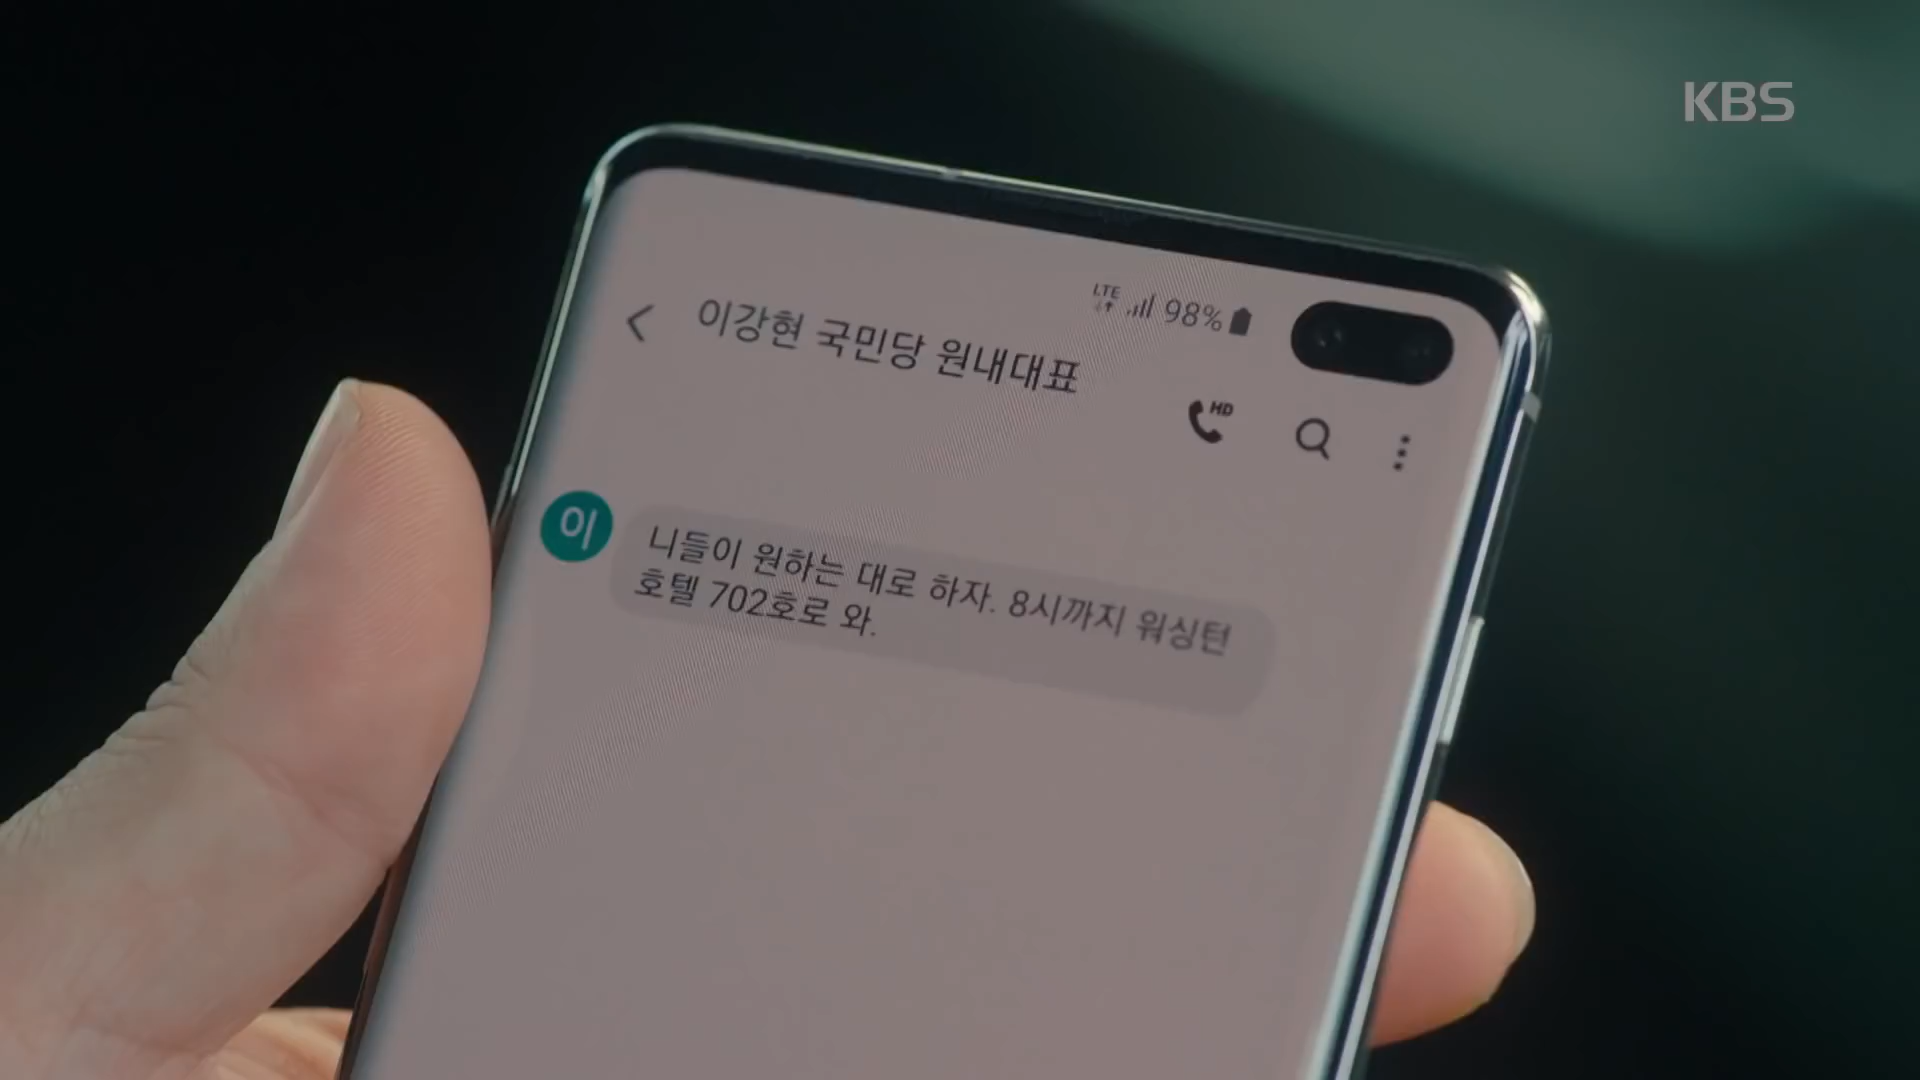 KBS
LTE 98%
이강현 국민당 원내대표
HD
이
니들이 원하는 대로 하자. 8시까지 워싱턴
호텔 702호로 와.